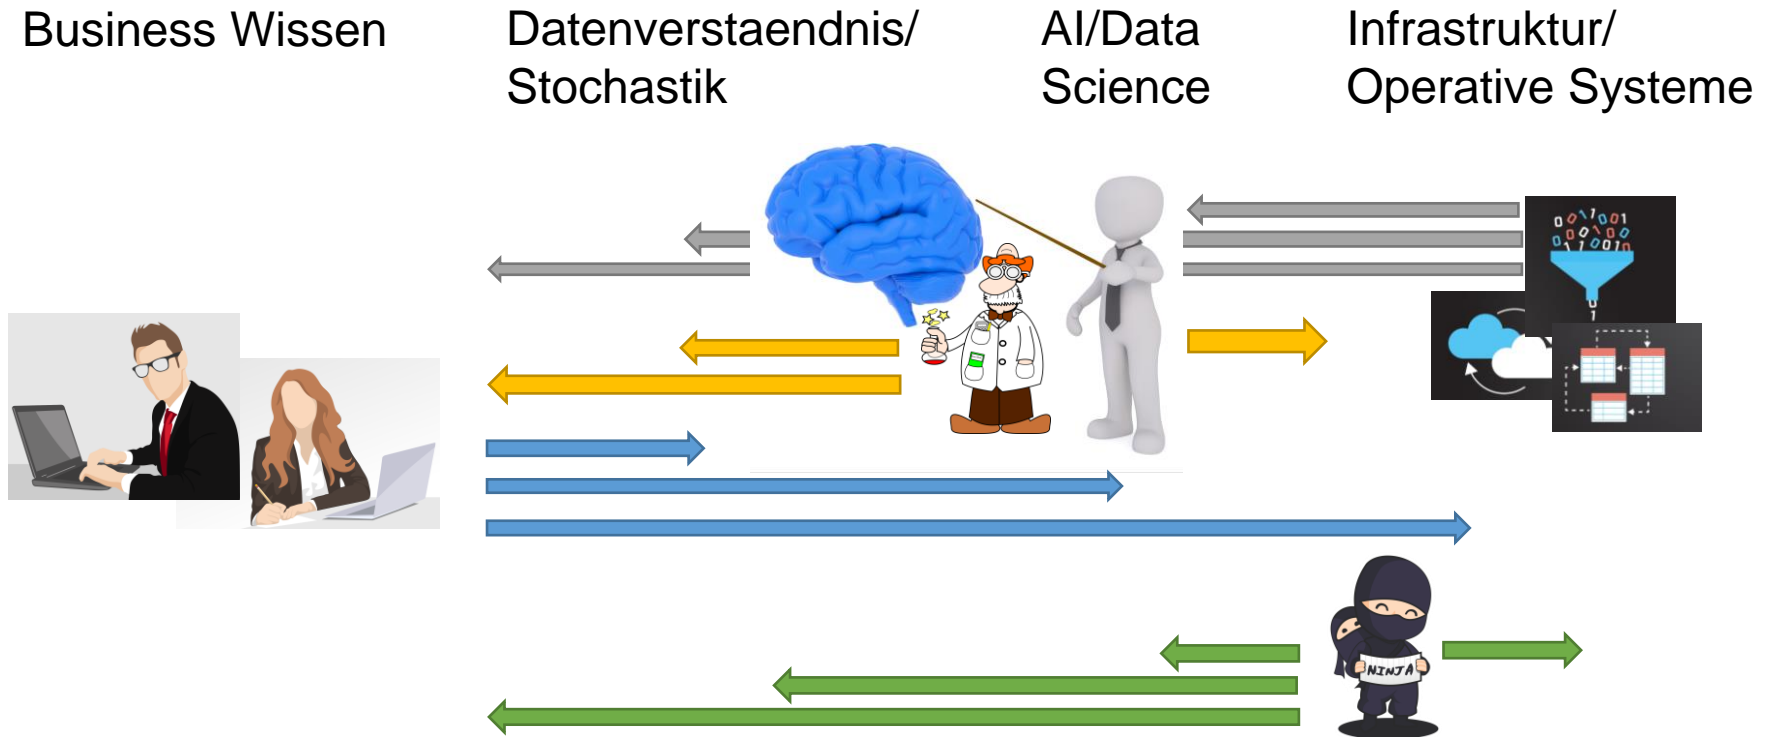 Business Wissen
Datenverstaendnis/
Stochastik
AI/Data
Science
Infrastruktur/
Operative Systeme
NINJA